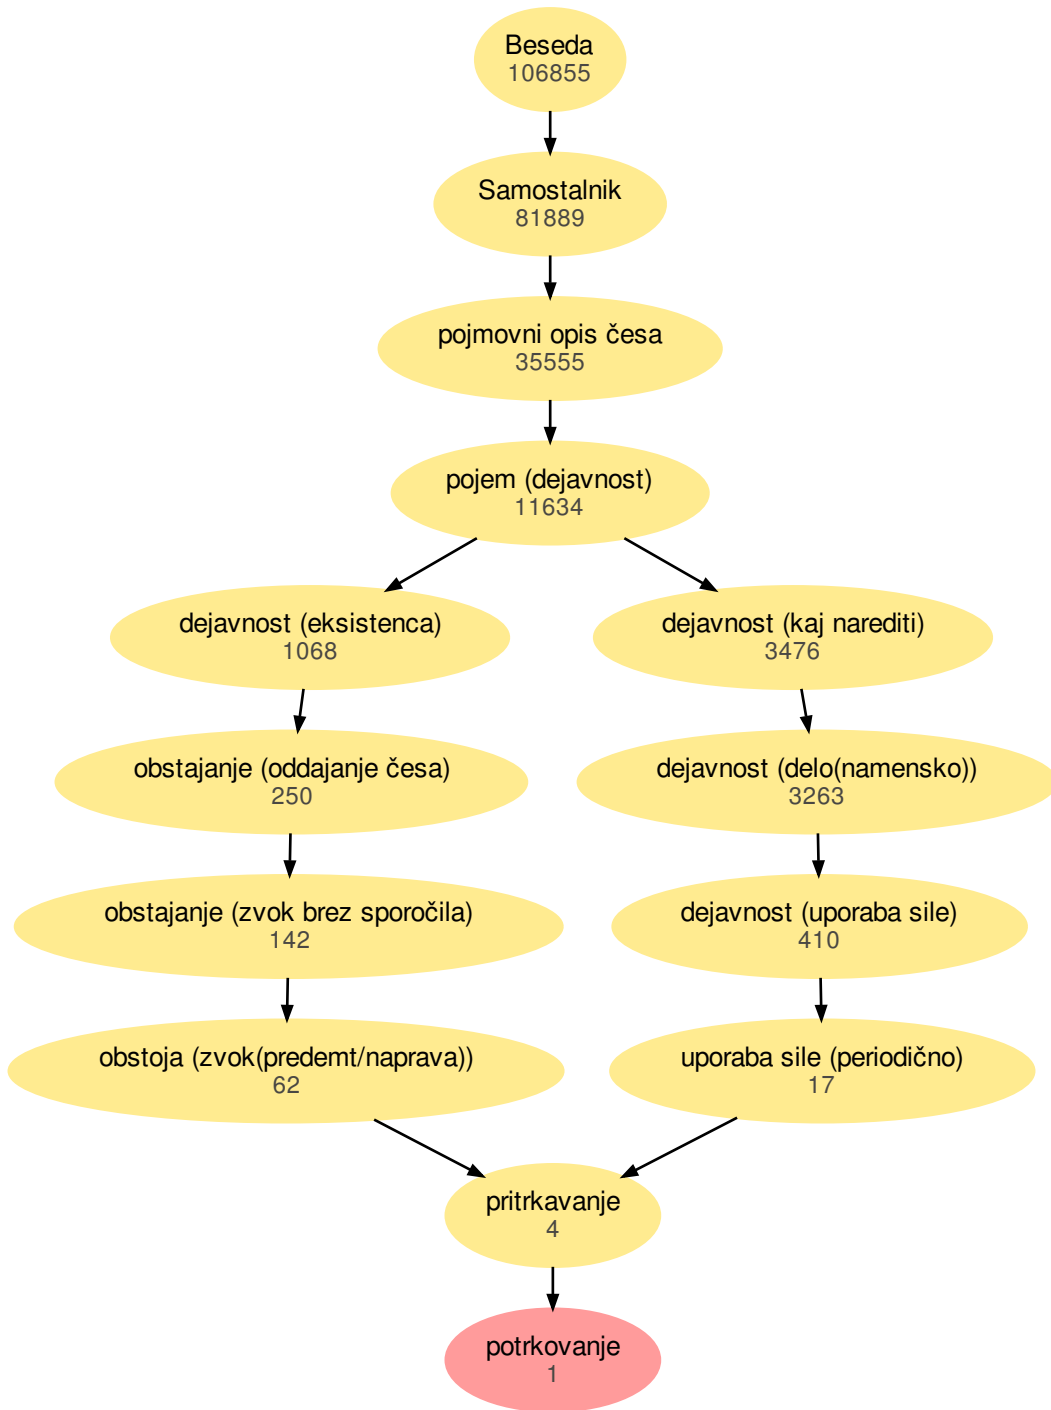 Beseda
106855
Samostalnik
81889
pojmovni opis česa
35555
pojem (dejavnost)
11634
dejavnost (eksistenca)
1068
dejavnost (kaj narediti)
3476
obstajanje (oddajanje česa)
250
dejavnost (delo(namensko))
3263
obstajanje (zvok brez sporočila)
142
dejavnost (uporaba sile)
410
obstoja (zvok(predemt/naprava))
62
uporaba sile (periodično)
17
pritrkavanje
4
potrkovanje
1